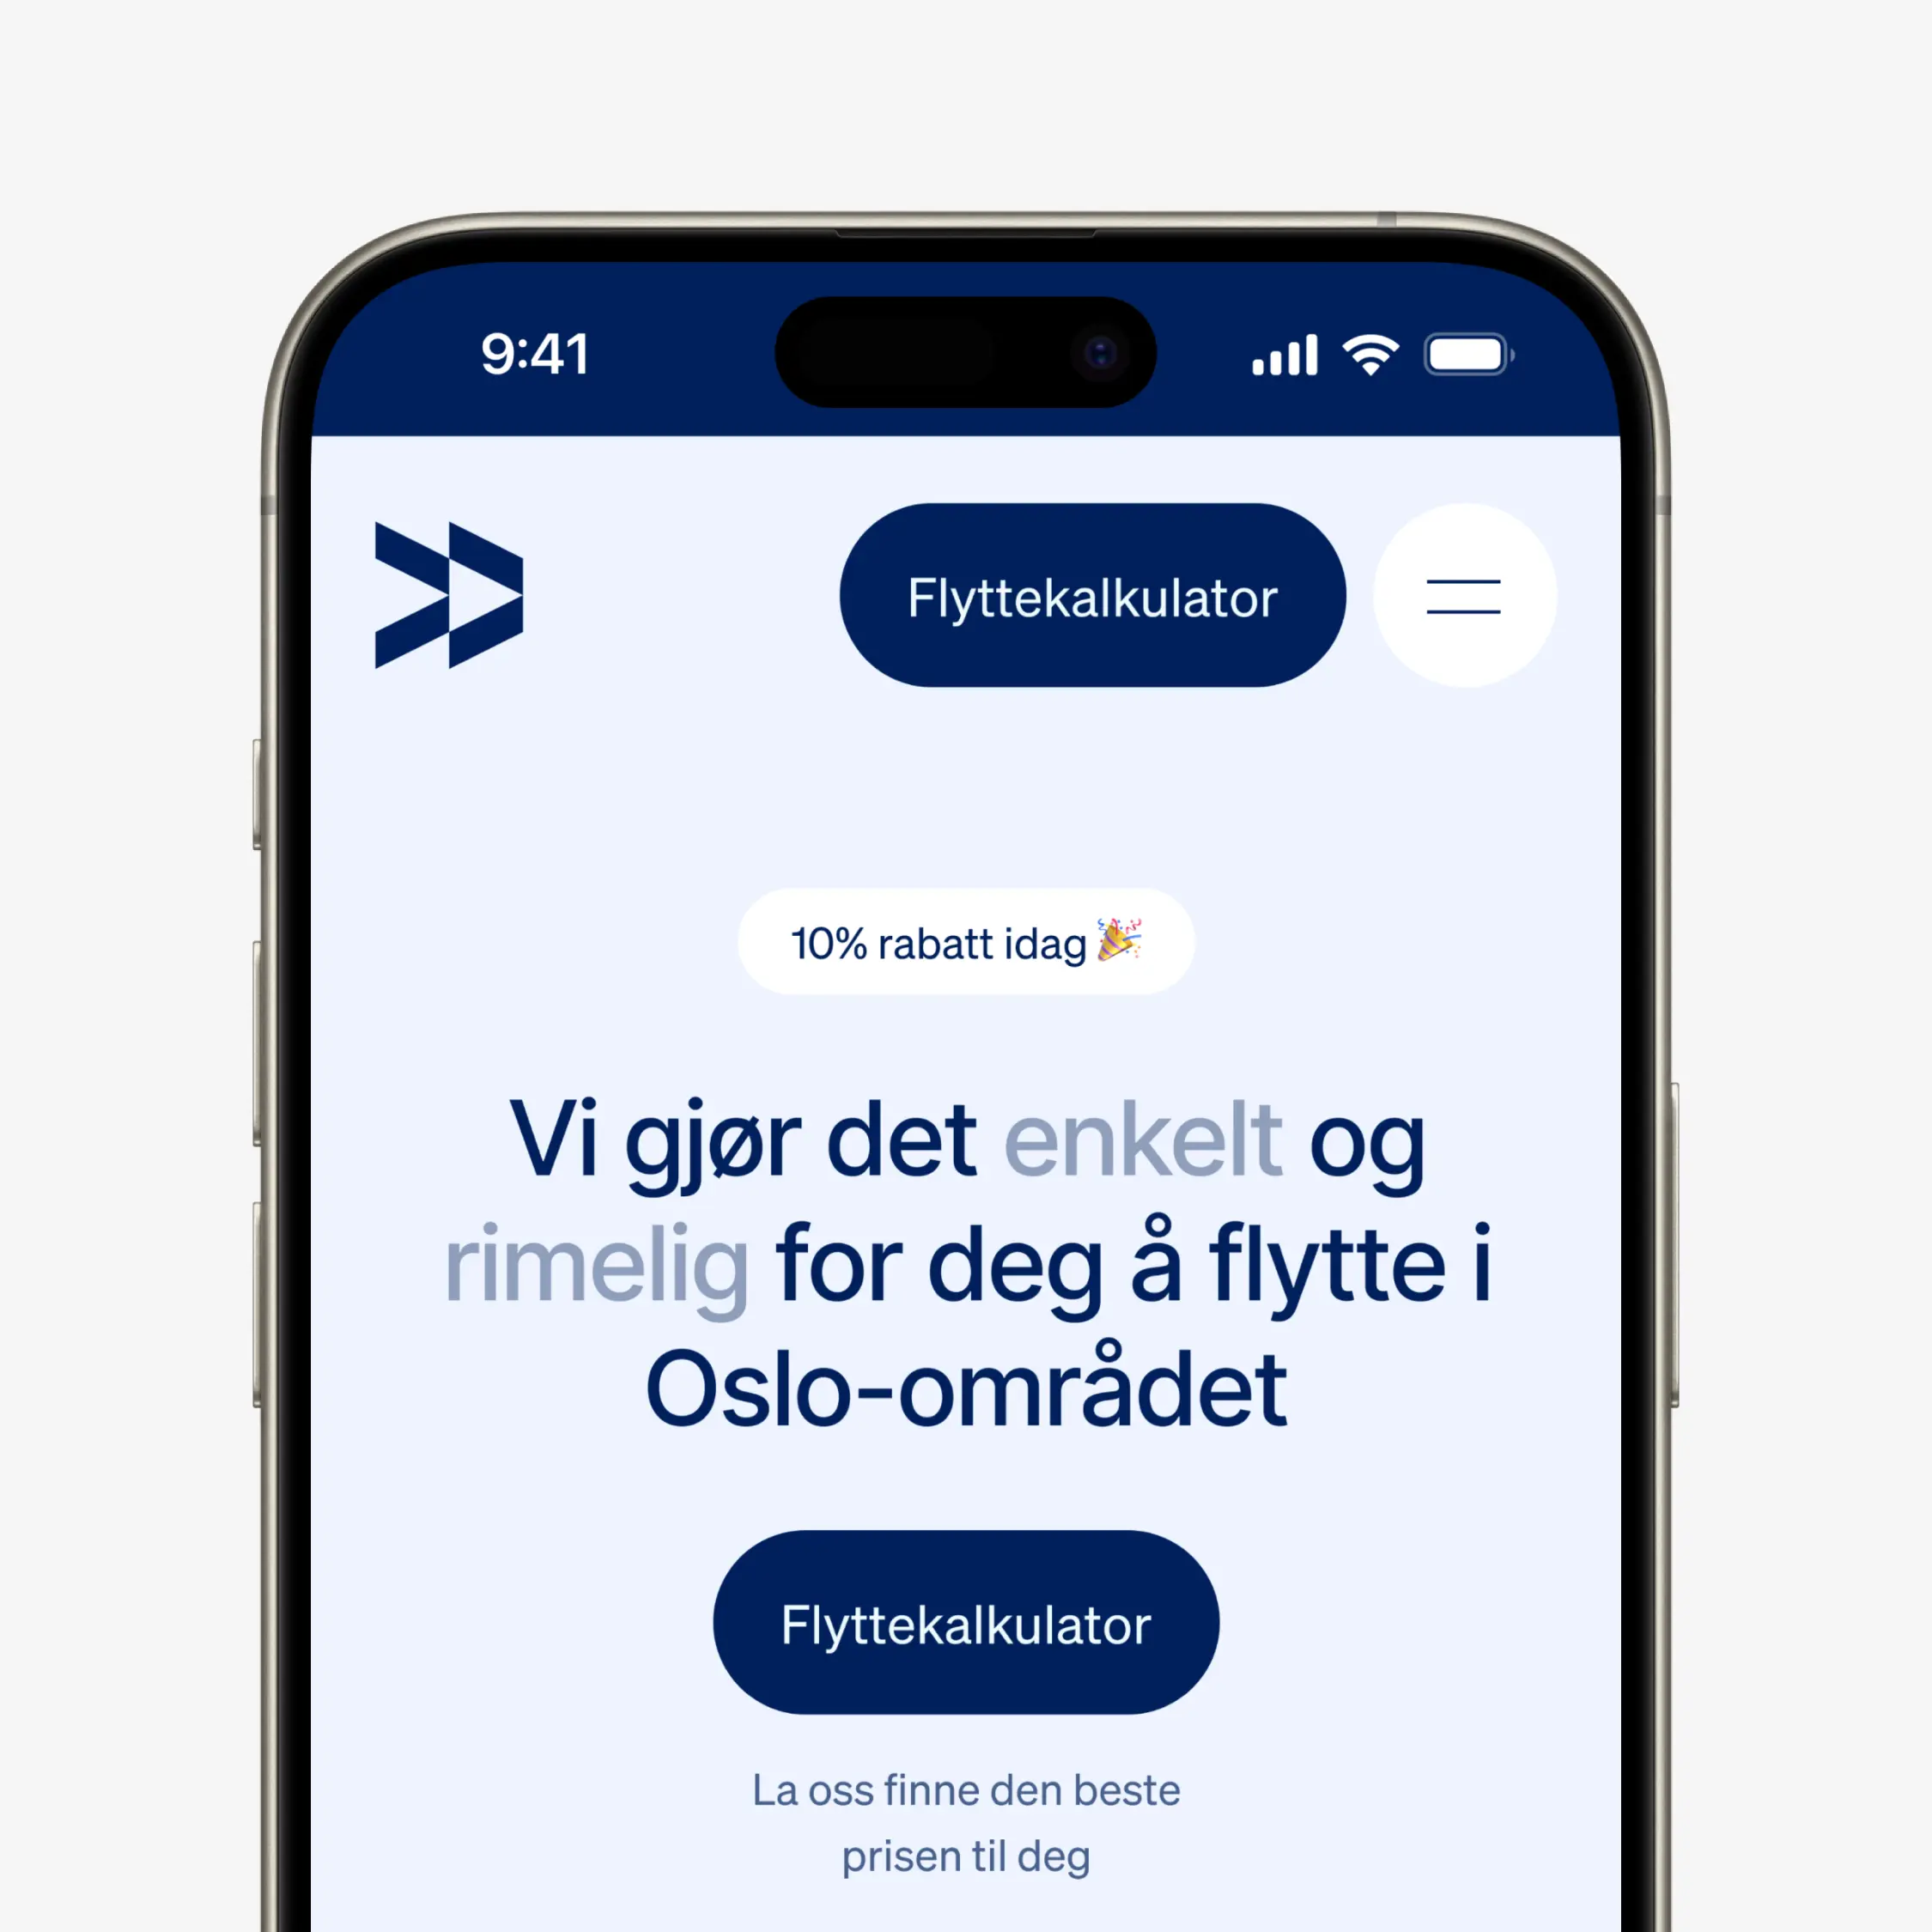 9:41
Flyttekalkulator
10% rabatt idag 🎉
Vi gjør det enkelt og
rimelig for deg å flytte i
Oslo-området
Flyttekalkulator
La oss finne den beste
prisen til deg